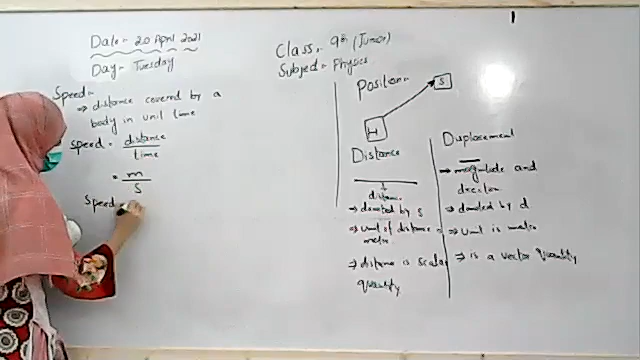 Date:- 20 April 2021
Day:- Tuesday
Class:- 9th (Junior)
Subject:- Physics
Speed:-
⇒ distance covered by a
body in unit time
speed = distance
time
= m
s
Speed
Position:-
S
H
Distance
distance
⇒ denoted by s
⇒ unit of distance is
metre
⇒ distance is scalar
quantity
Displacement
⇒ magnitude and
direction
⇒ denoted by d
⇒ Unit is metre
⇒ is a vector quantity